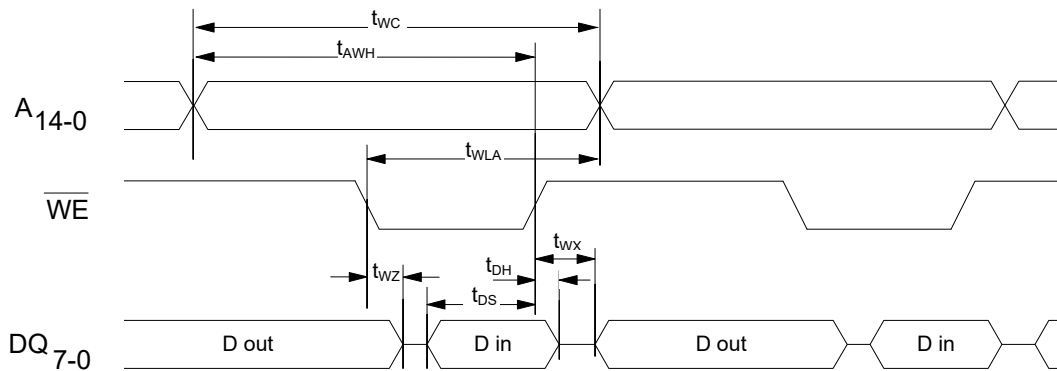 tWC
tAWH
A14-0
tWLA
WE
tWX
tWZ
tDH
tDS
DQ7-0
D out
D in
D out
D in